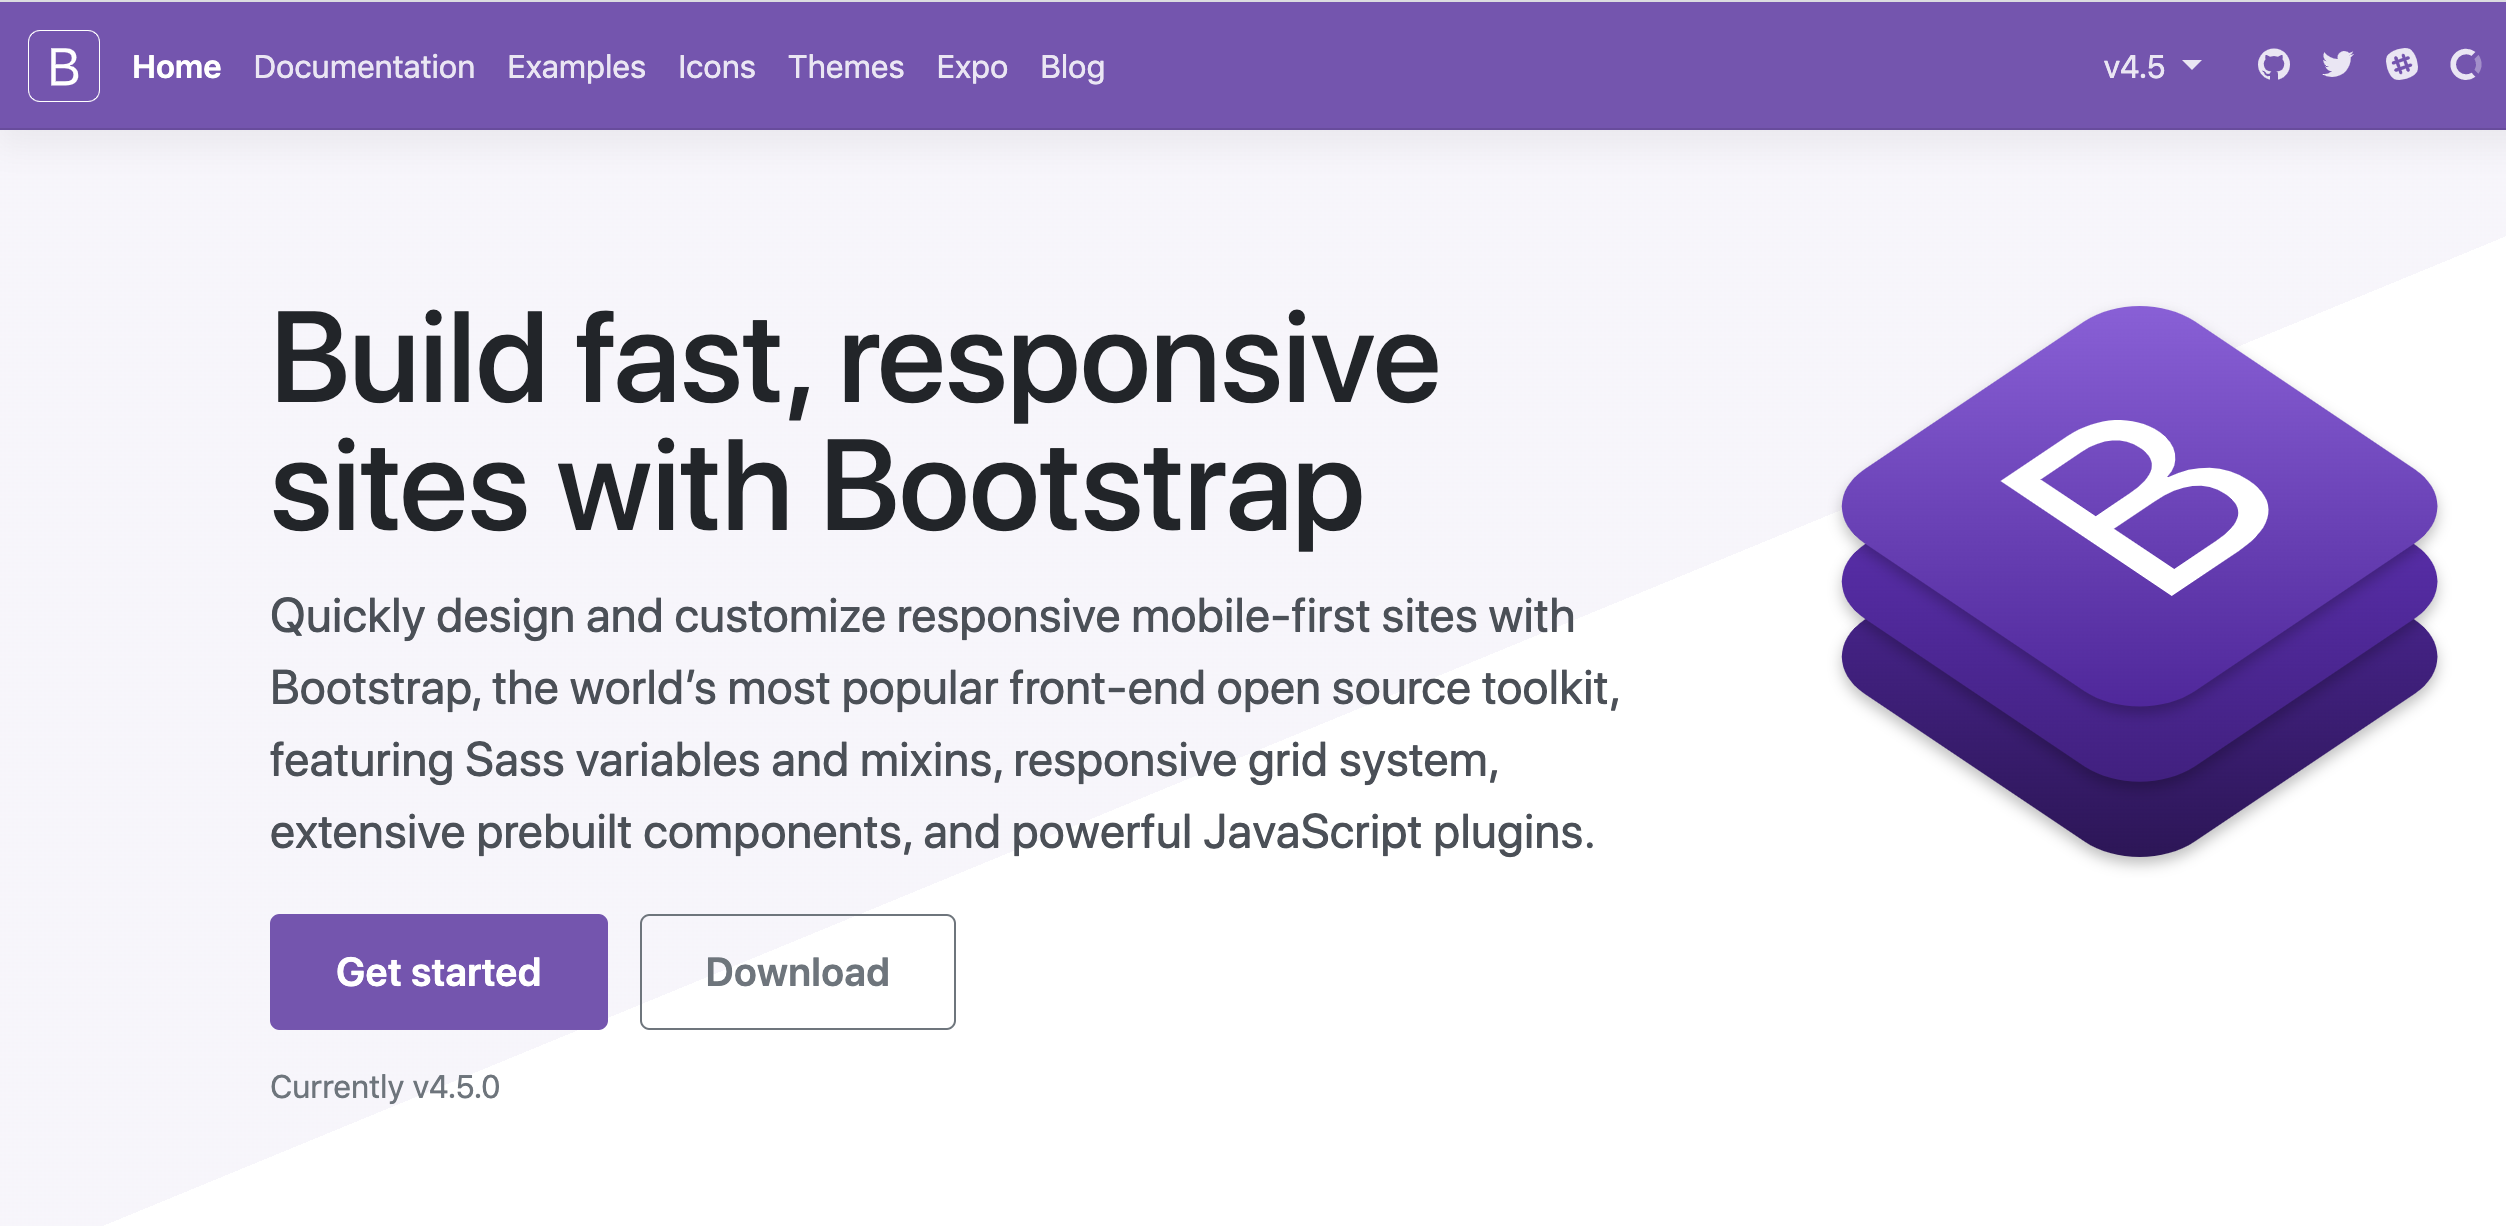 B Home Documentation Examples Icons Themes Expo Blog v4.5
Build fast, responsive
sites with Bootstrap
B
Quickly design and customize responsive mobile-first sites with
Bootstrap, the world’s most popular front-end open source toolkit,
featuring Sass variables and mixins, responsive grid system,
extensive prebuilt components, and powerful JavaScript plugins.
Get started Download
Currently v4.5.0